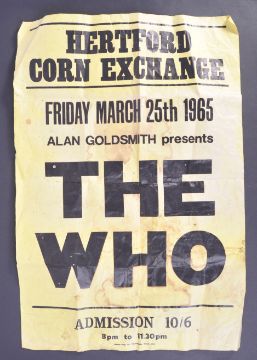 HERTFORD
CORN EXCHANGE
FRIDAY MARCH 25th 1965
ALAN GOLDSMITH presents
THE
WHO
ADMISSION 10/6
8pm to 11.30pm